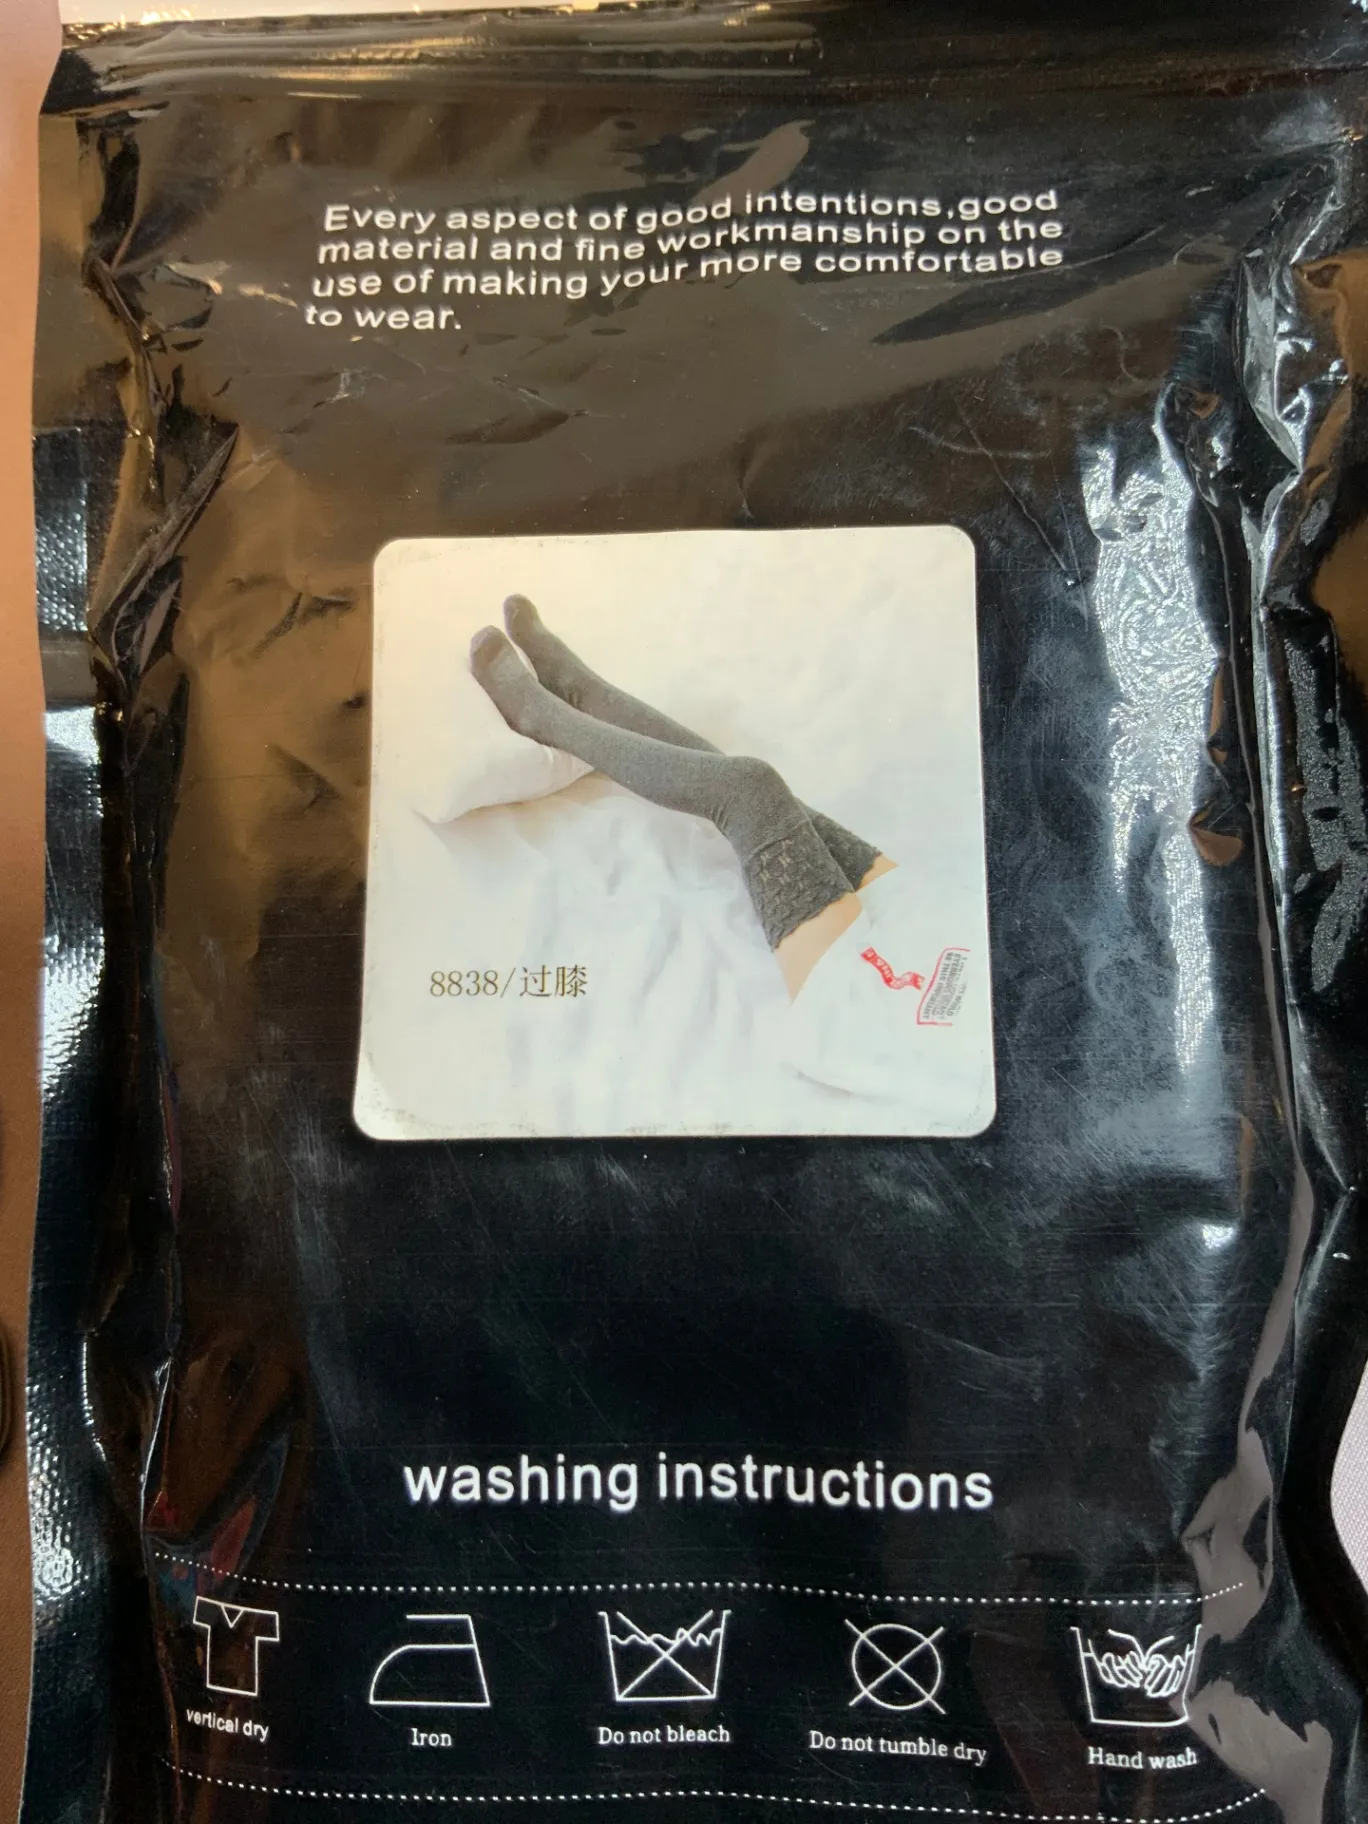 Every aspect of good intentions,good
material and fine workmanship on the
use of making your more comfortable
to wear.
8838/过膝
washing instructions
vertical dry
Iron
Do not bleach
Do not tumble dry
Hand wash